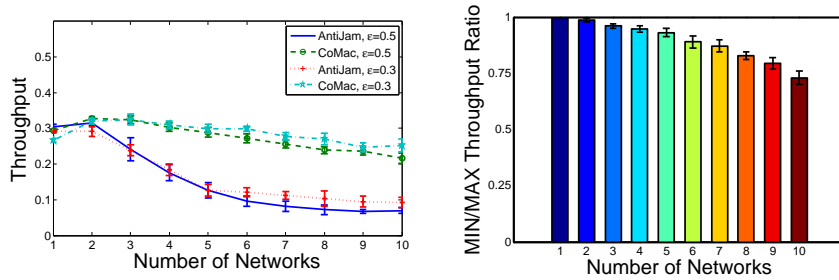 Throughput
0.5
0.4
0.3
0.2
0.1
0
1 2 3 4 5 6 7 8 9 10
Number of Networks
AntiJam, ε=0.5
CoMac, ε=0.5
AntiJam, ε=0.3
CoMac, ε=0.3
MIN/MAX Throughput Ratio
1
0.75
0.5
0.25
0
1 2 3 4 5 6 7 8 9 10
Number of Networks